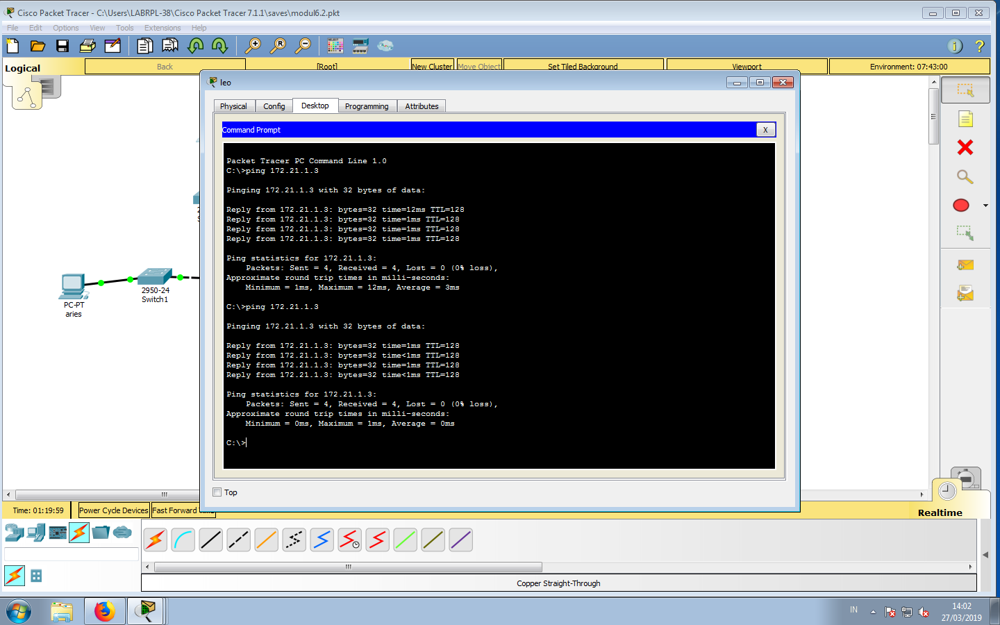 Cisco Packet Tracer - C:\Users\LABRPL-38\Cisco Packet Tracer 7.1.1\saves\modul6.2.pkt
File Edit Options View Tools Extensions Help
Logical
Back
[Root]
New Cluster
Move Object
Set Tiled Background
Viewport
Environment: 07:43:00
leo
Physical Config Desktop Programming Attributes
Command Prompt
X
Packet Tracer PC Command Line 1.0
C:\>ping 172.21.1.3
Pinging 172.21.1.3 with 32 bytes of data:
Reply from 172.21.1.3: bytes=32 time=12ms TTL=128
Reply from 172.21.1.3: bytes=32 time=1ms TTL=128
Reply from 172.21.1.3: bytes=32 time=1ms TTL=128
Reply from 172.21.1.3: bytes=32 time=1ms TTL=128
Ping statistics for 172.21.1.3:
Packets: Sent = 4, Received = 4, Lost = 0 (0% loss),
Approximate round trip times in milli-seconds:
Minimum = 1ms, Maximum = 12ms, Average = 3ms
C:\>ping 172.21.1.3
Pinging 172.21.1.3 with 32 bytes of data:
Reply from 172.21.1.3: bytes=32 time=1ms TTL=128
Reply from 172.21.1.3: bytes=32 time<1ms TTL=128
Reply from 172.21.1.3: bytes=32 time=1ms TTL=128
Reply from 172.21.1.3: bytes=32 time<1ms TTL=128
Ping statistics for 172.21.1.3:
Packets: Sent = 4, Received = 4, Lost = 0 (0% loss),
Approximate round trip times in milli-seconds:
Minimum = 0ms, Maximum = 1ms, Average = 0ms
C:\>
Top
PC-PT
aries
2950-24
Switch1
Time: 01:19:59
Power Cycle Devices
Fast Forward
Realtime
Copper Straight-Through
IN
14:02
27/03/2019